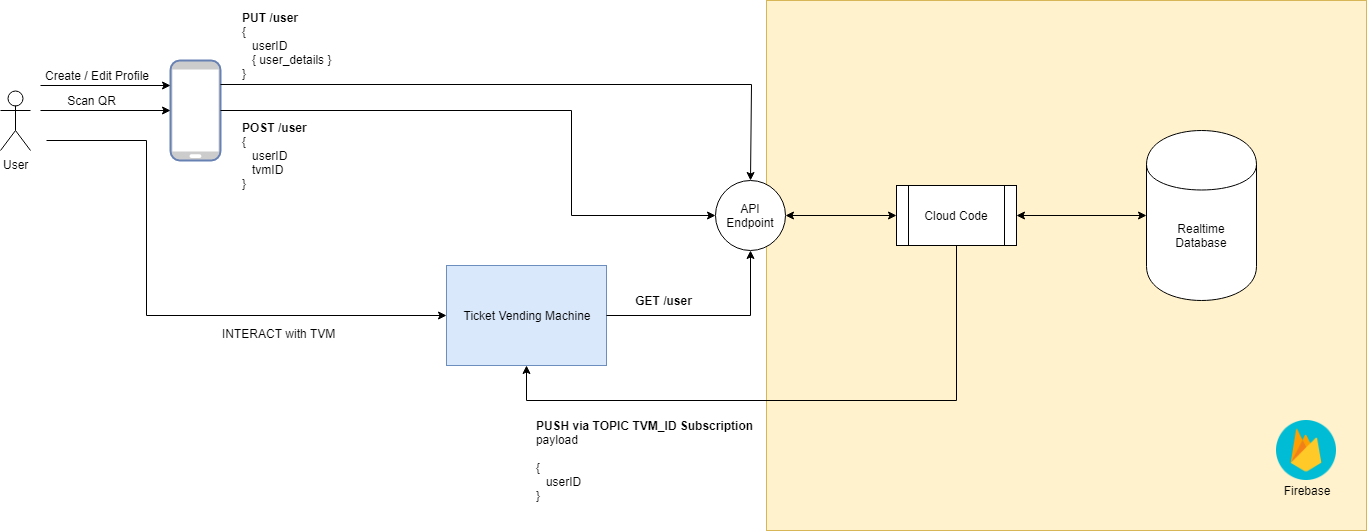 PUT /user
{
userID
{ user_details }
}
Create / Edit Profile
Scan QR
User
POST /user
{
userID
tvmID
}
API
Endpoint
Cloud Code
Realtime
Database
GET /user
Ticket Vending Machine
INTERACT with TVM
PUSH via TOPIC TVM_ID Subscription
payload
{
userID
}
Firebase